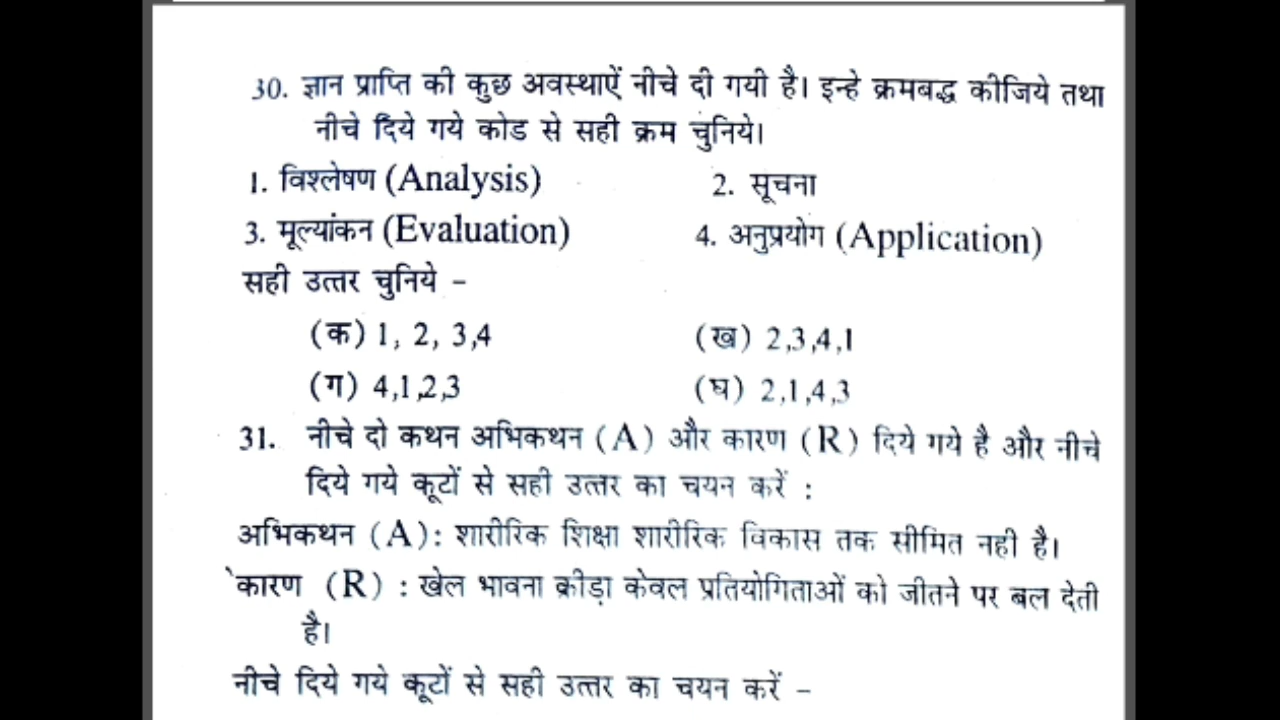 30. ज्ञान प्राप्ति की कुछ अवस्थाऐं नीचे दी गयी है। इन्हे क्रमबद्ध कीजिये तथा
नीचे दिये गये कोड से सही क्रम चुनिये।
1. विश्लेषण (Analysis) 2. सूचना
3. मूल्यांकन (Evaluation) 4. अनुप्रयोग (Application)
सही उत्तर चुनिये -
(क) 1, 2, 3,4 (ख) 2,3,4,1
(ग) 4,1,2,3 (घ) 2,1,4,3
31. नीचे दो कथन अभिकथन (A) और कारण (R) दिये गये है और नीचे
दिये गये कूटों से सही उत्तर का चयन करें :
अभिकथन (A): शारीरिक शिक्षा शारीरिक विकास तक सीमित नही है।
कारण (R) : खेल भावना क्रीड़ा केवल प्रतियोगिताओं को जीतने पर बल देती
है।
नीचे दिये गये कूटों से सही उत्तर का चयन करें -